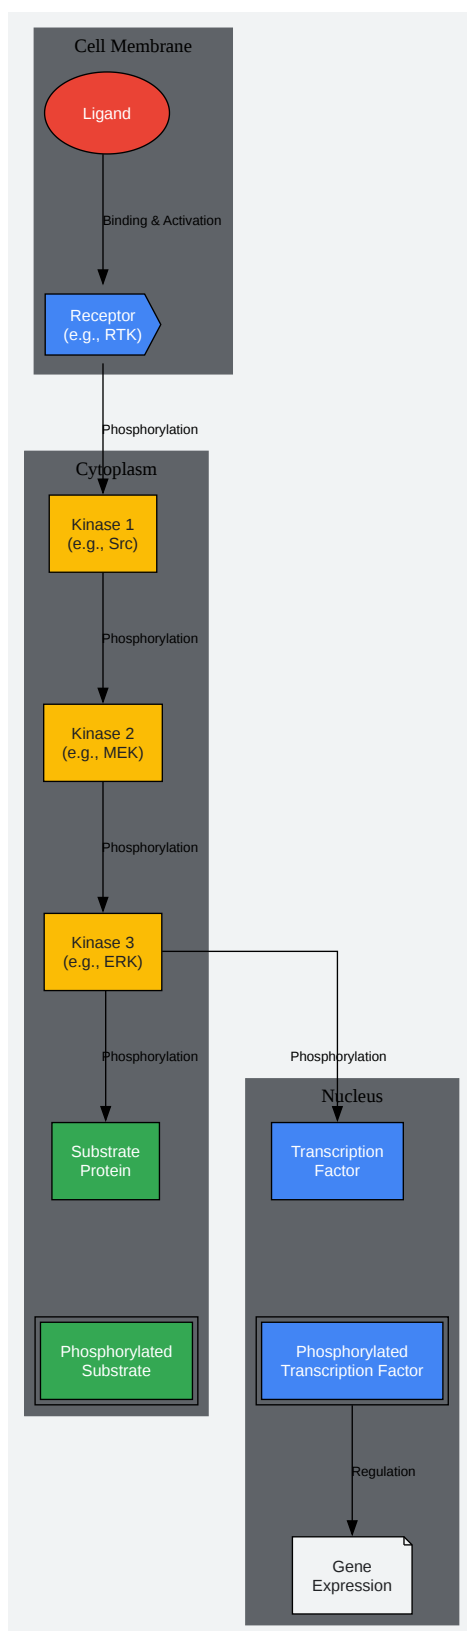 Cell Membrane
Ligand
Binding & Activation
Receptor
(e.g., RTK)
Phosphorylation
Cytoplasm
Kinase 1
(e.g., Src)
Phosphorylation
Kinase 2
(e.g., MEK)
Phosphorylation
Kinase 3
(e.g., ERK)
Phosphorylation
Phosphorylation
Nucleus
Substrate
Protein
Transcription
Factor
Phosphorylated
Substrate
Phosphorylated
Transcription Factor
Regulation
Gene
Expression